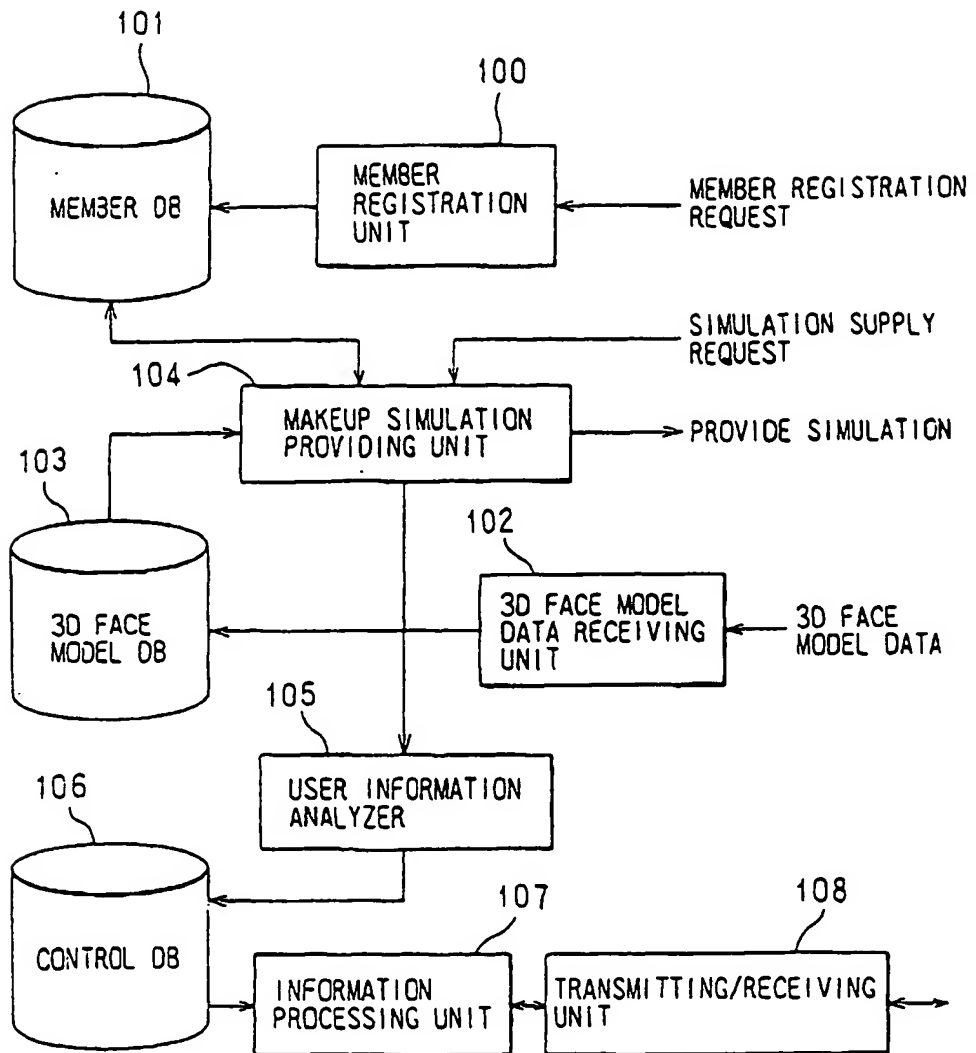 101
100
MEMBER DB
MEMBER
REGISTRATION
UNIT
MEMBER REGISTRATION
REQUEST
SIMULATION SUPPLY
REQUEST
104
MAKEUP SIMULATION
PROVIDING UNIT
PROVIDE SIMULATION
103
102
3D FACE
MODEL DB
3D FACE MODEL
DATA RECEIVING
UNIT
3D FACE
MODEL DATA
105
USER INFORMATION
ANALYZER
106
107
108
CONTROL DB
INFORMATION
PROCESSING UNIT
TRANSMITTING/RECEIVING
UNIT